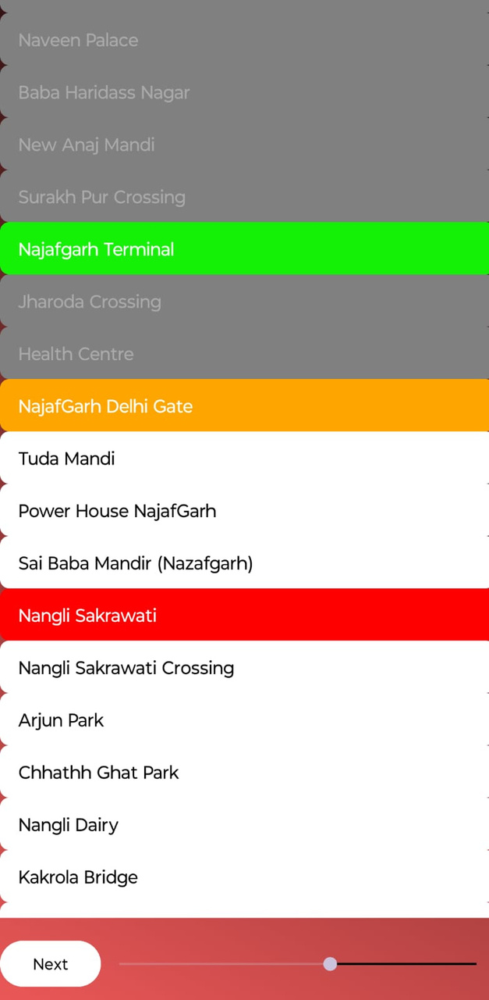 Naveen Palace
Baba Haridass Nagar
New Anaj Mandi
Surakh Pur Crossing
Najafgarh Terminal
Jharoda Crossing
Health Centre
NajafGarh Delhi Gate
Tuda Mandi
Power House NajafGarh
Sai Baba Mandir (Nazafgarh)
Nangli Sakrawati
Nangli Sakrawati Crossing
Arjun Park
Chhathh Ghat Park
Nangli Dairy
Kakrola Bridge
Next